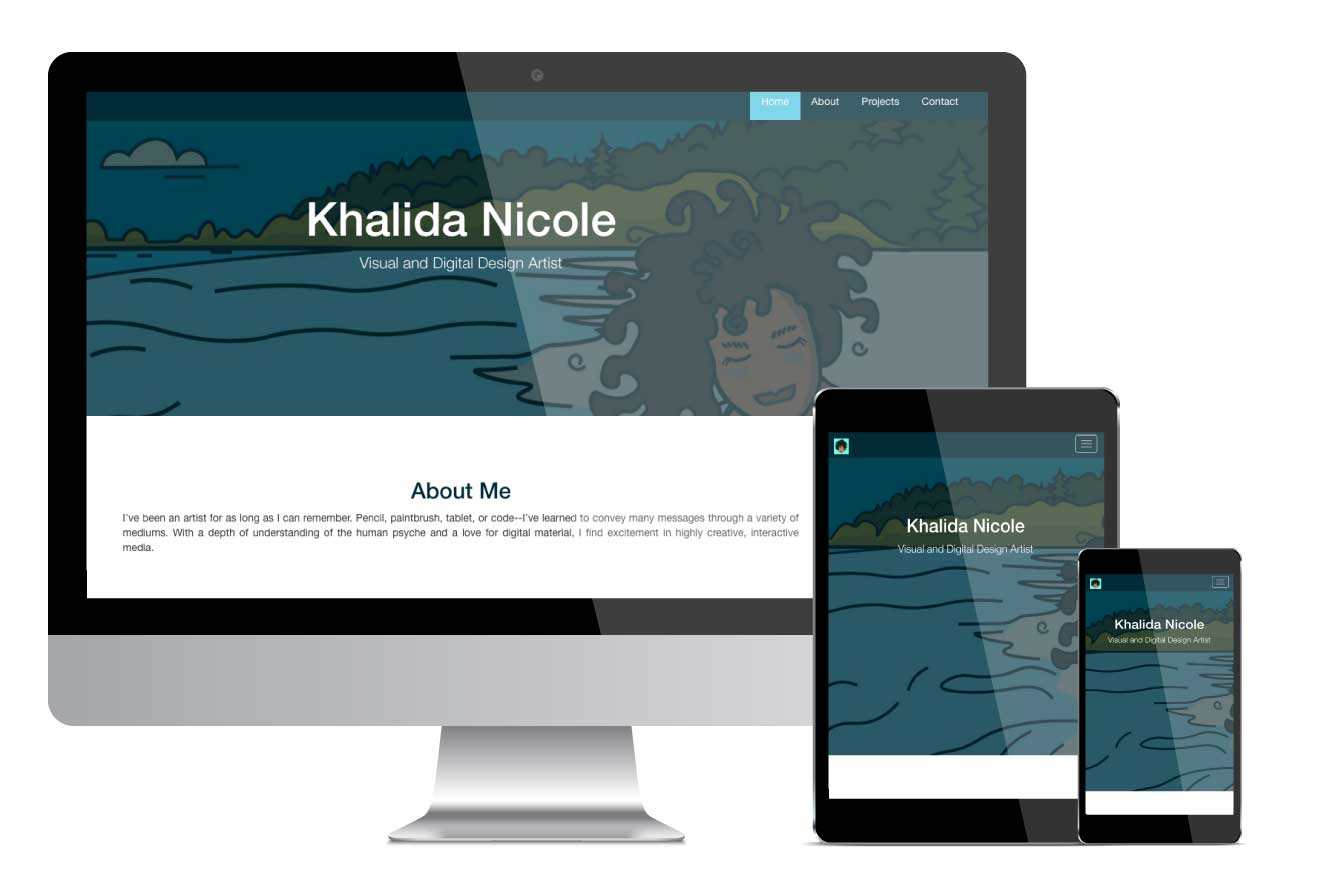 Home About Projects Contact
Khalida Nicole
Visual and Digital Design Artist
About Me
I've been an artist for as long as I can remember. Pencil, paintbrush, tablet, or code--I've learned to convey many messages through a variety of
mediums. With a depth of understanding of the human psyche and a love for digital material, I find excitement in highly creative, interactive
media.
Khalida Nicole
Visual and Digital Design Artist
Khalida Nicole
Visual and Digital Design Artist